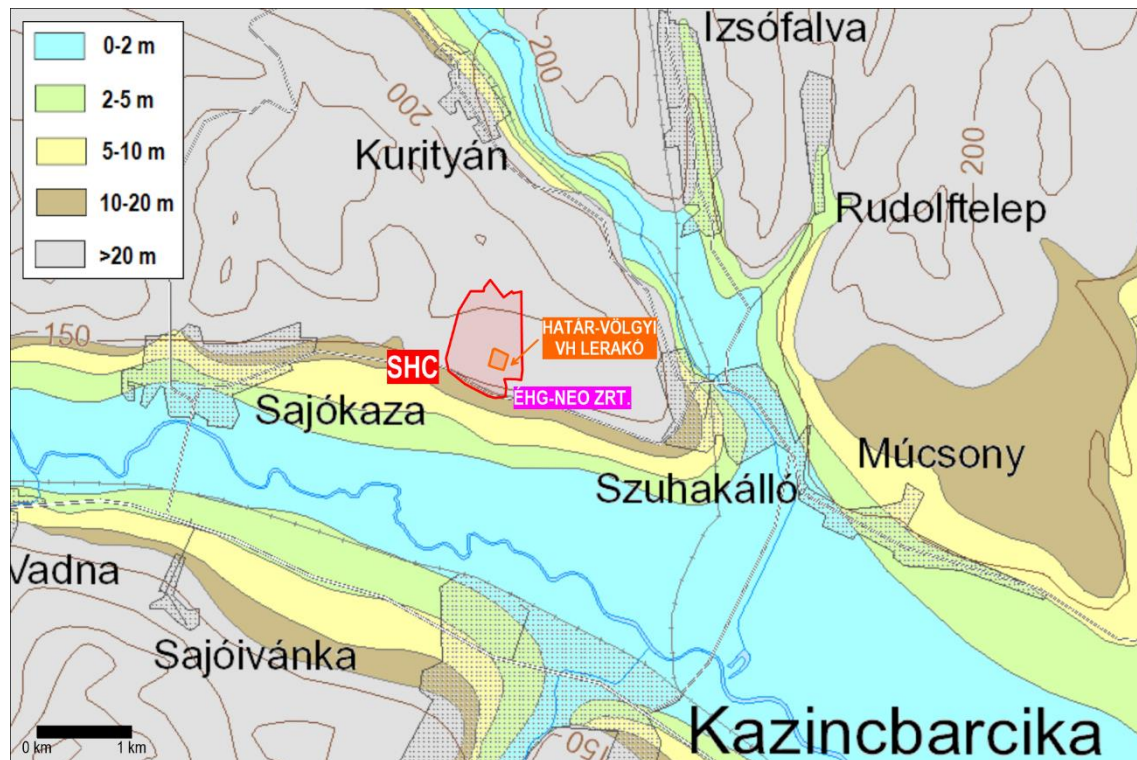 0-2 m
2-5 m
5-10 m
10-20 m
>20 m
Izsófalva
200
200
Kurityán
200
Rudolftelep
150
HATÁR-VÖLGYI
VH LERAKÓ
SHC
ÉHG-NEO ZRT.
Sajókaza
Múcsony
Szuhakálló
Vadna
Sajóivánka
Kazincbarcika
150
0 km
1 km